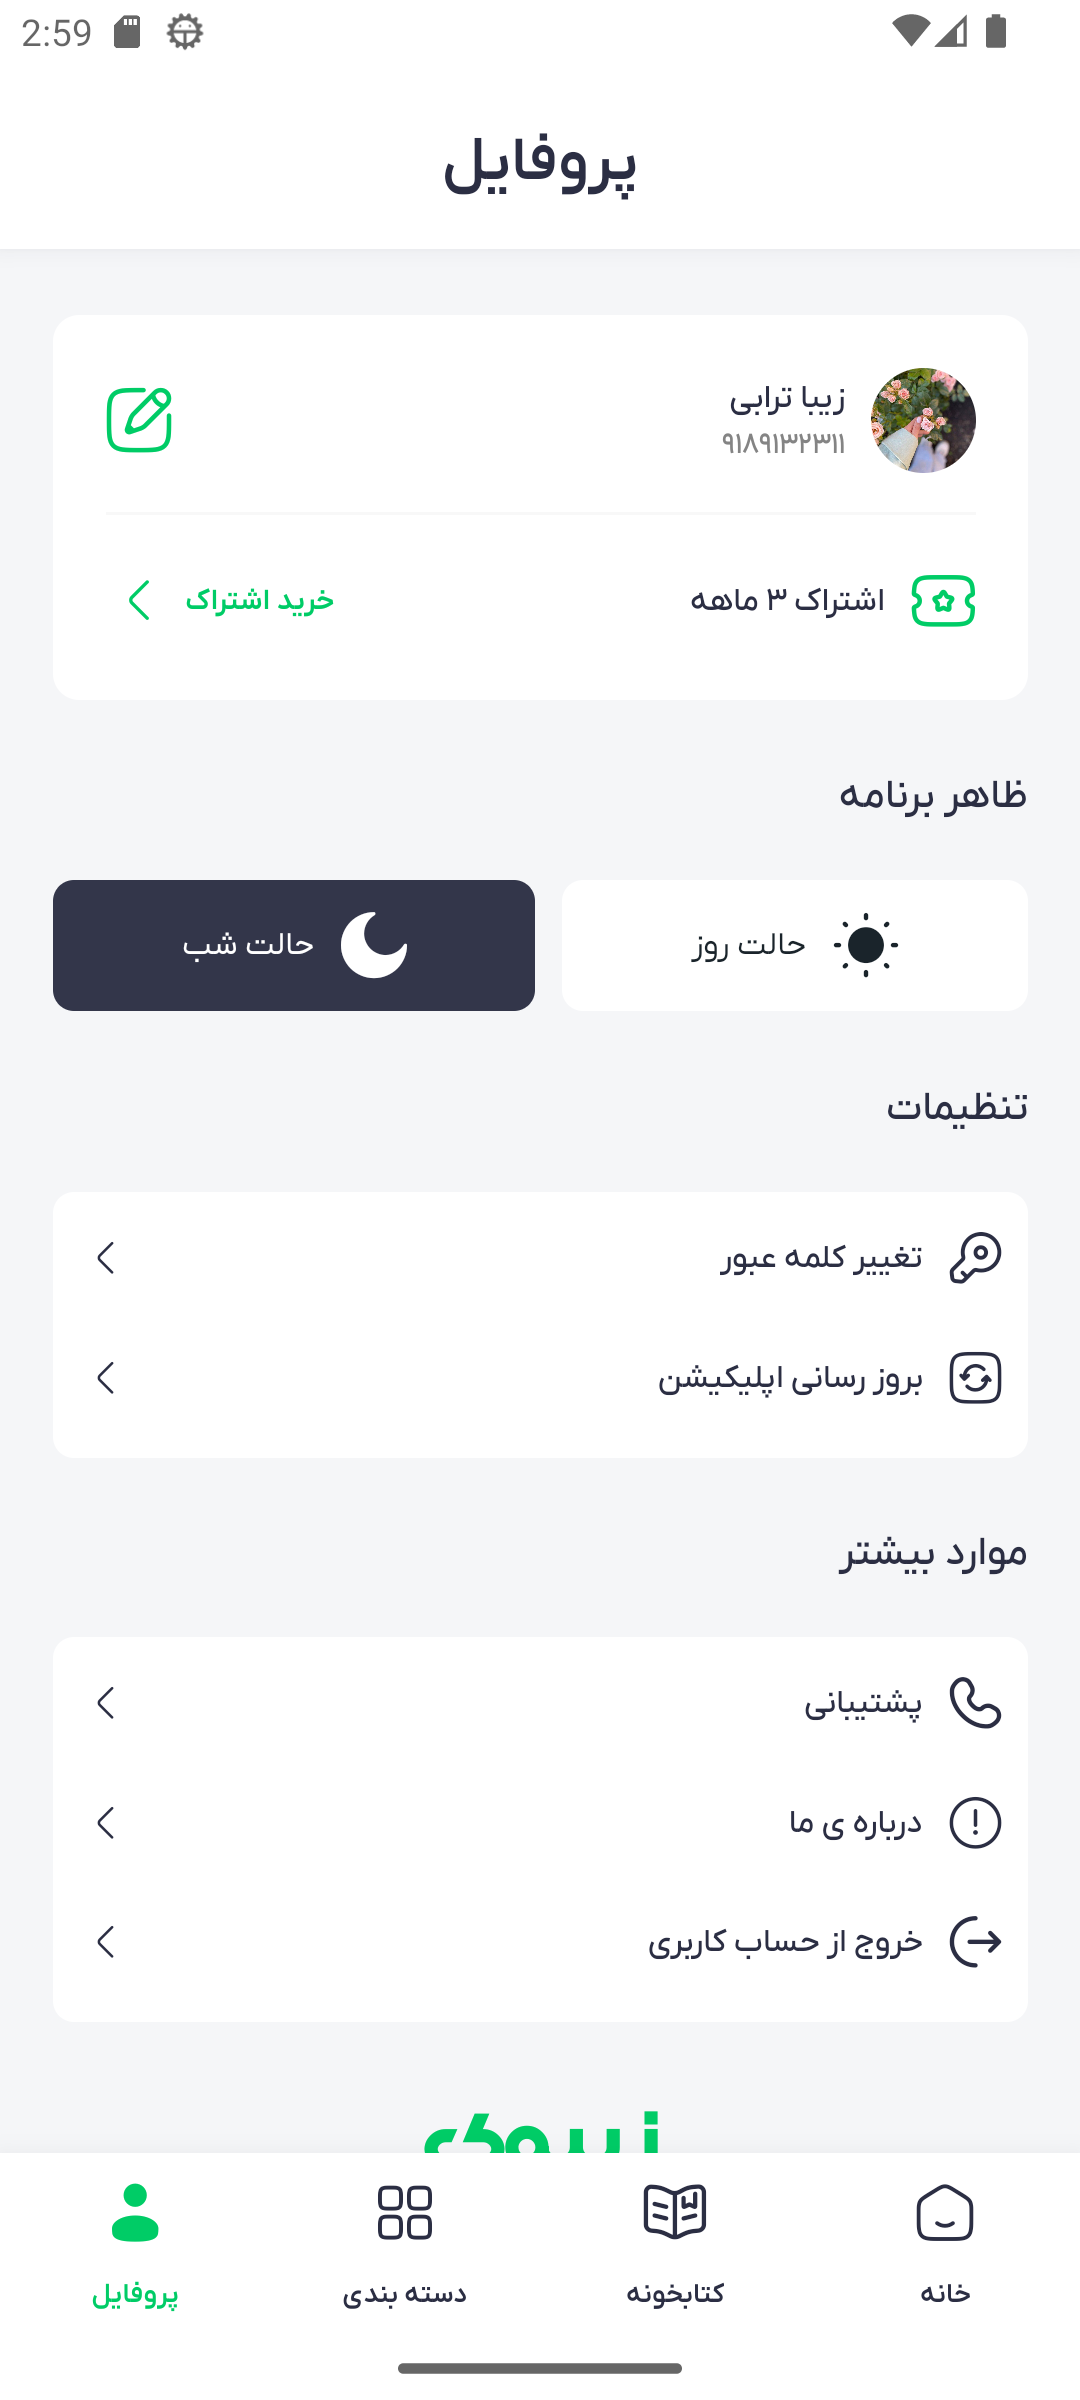 2:59
پروفایل
زیبا ترابی
۹۱۸۹۱۳۲۳۱۱
اشتراک ۳ ماهه
خرید اشتراک
ظاهر برنامه
حالت روز
حالت شب
تنظیمات
تغییر کلمه عبور
بروز رسانی اپلیکیشن
موارد بیشتر
پشتیبانی
درباره ی ما
خروج از حساب کاربری
خانه
کتابخونه
دسته بندی
پروفایل